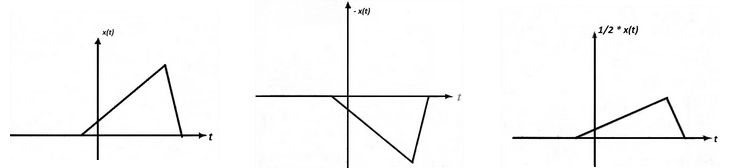 x(t)
t
- x(t)
t
1/2 * x(t)
t